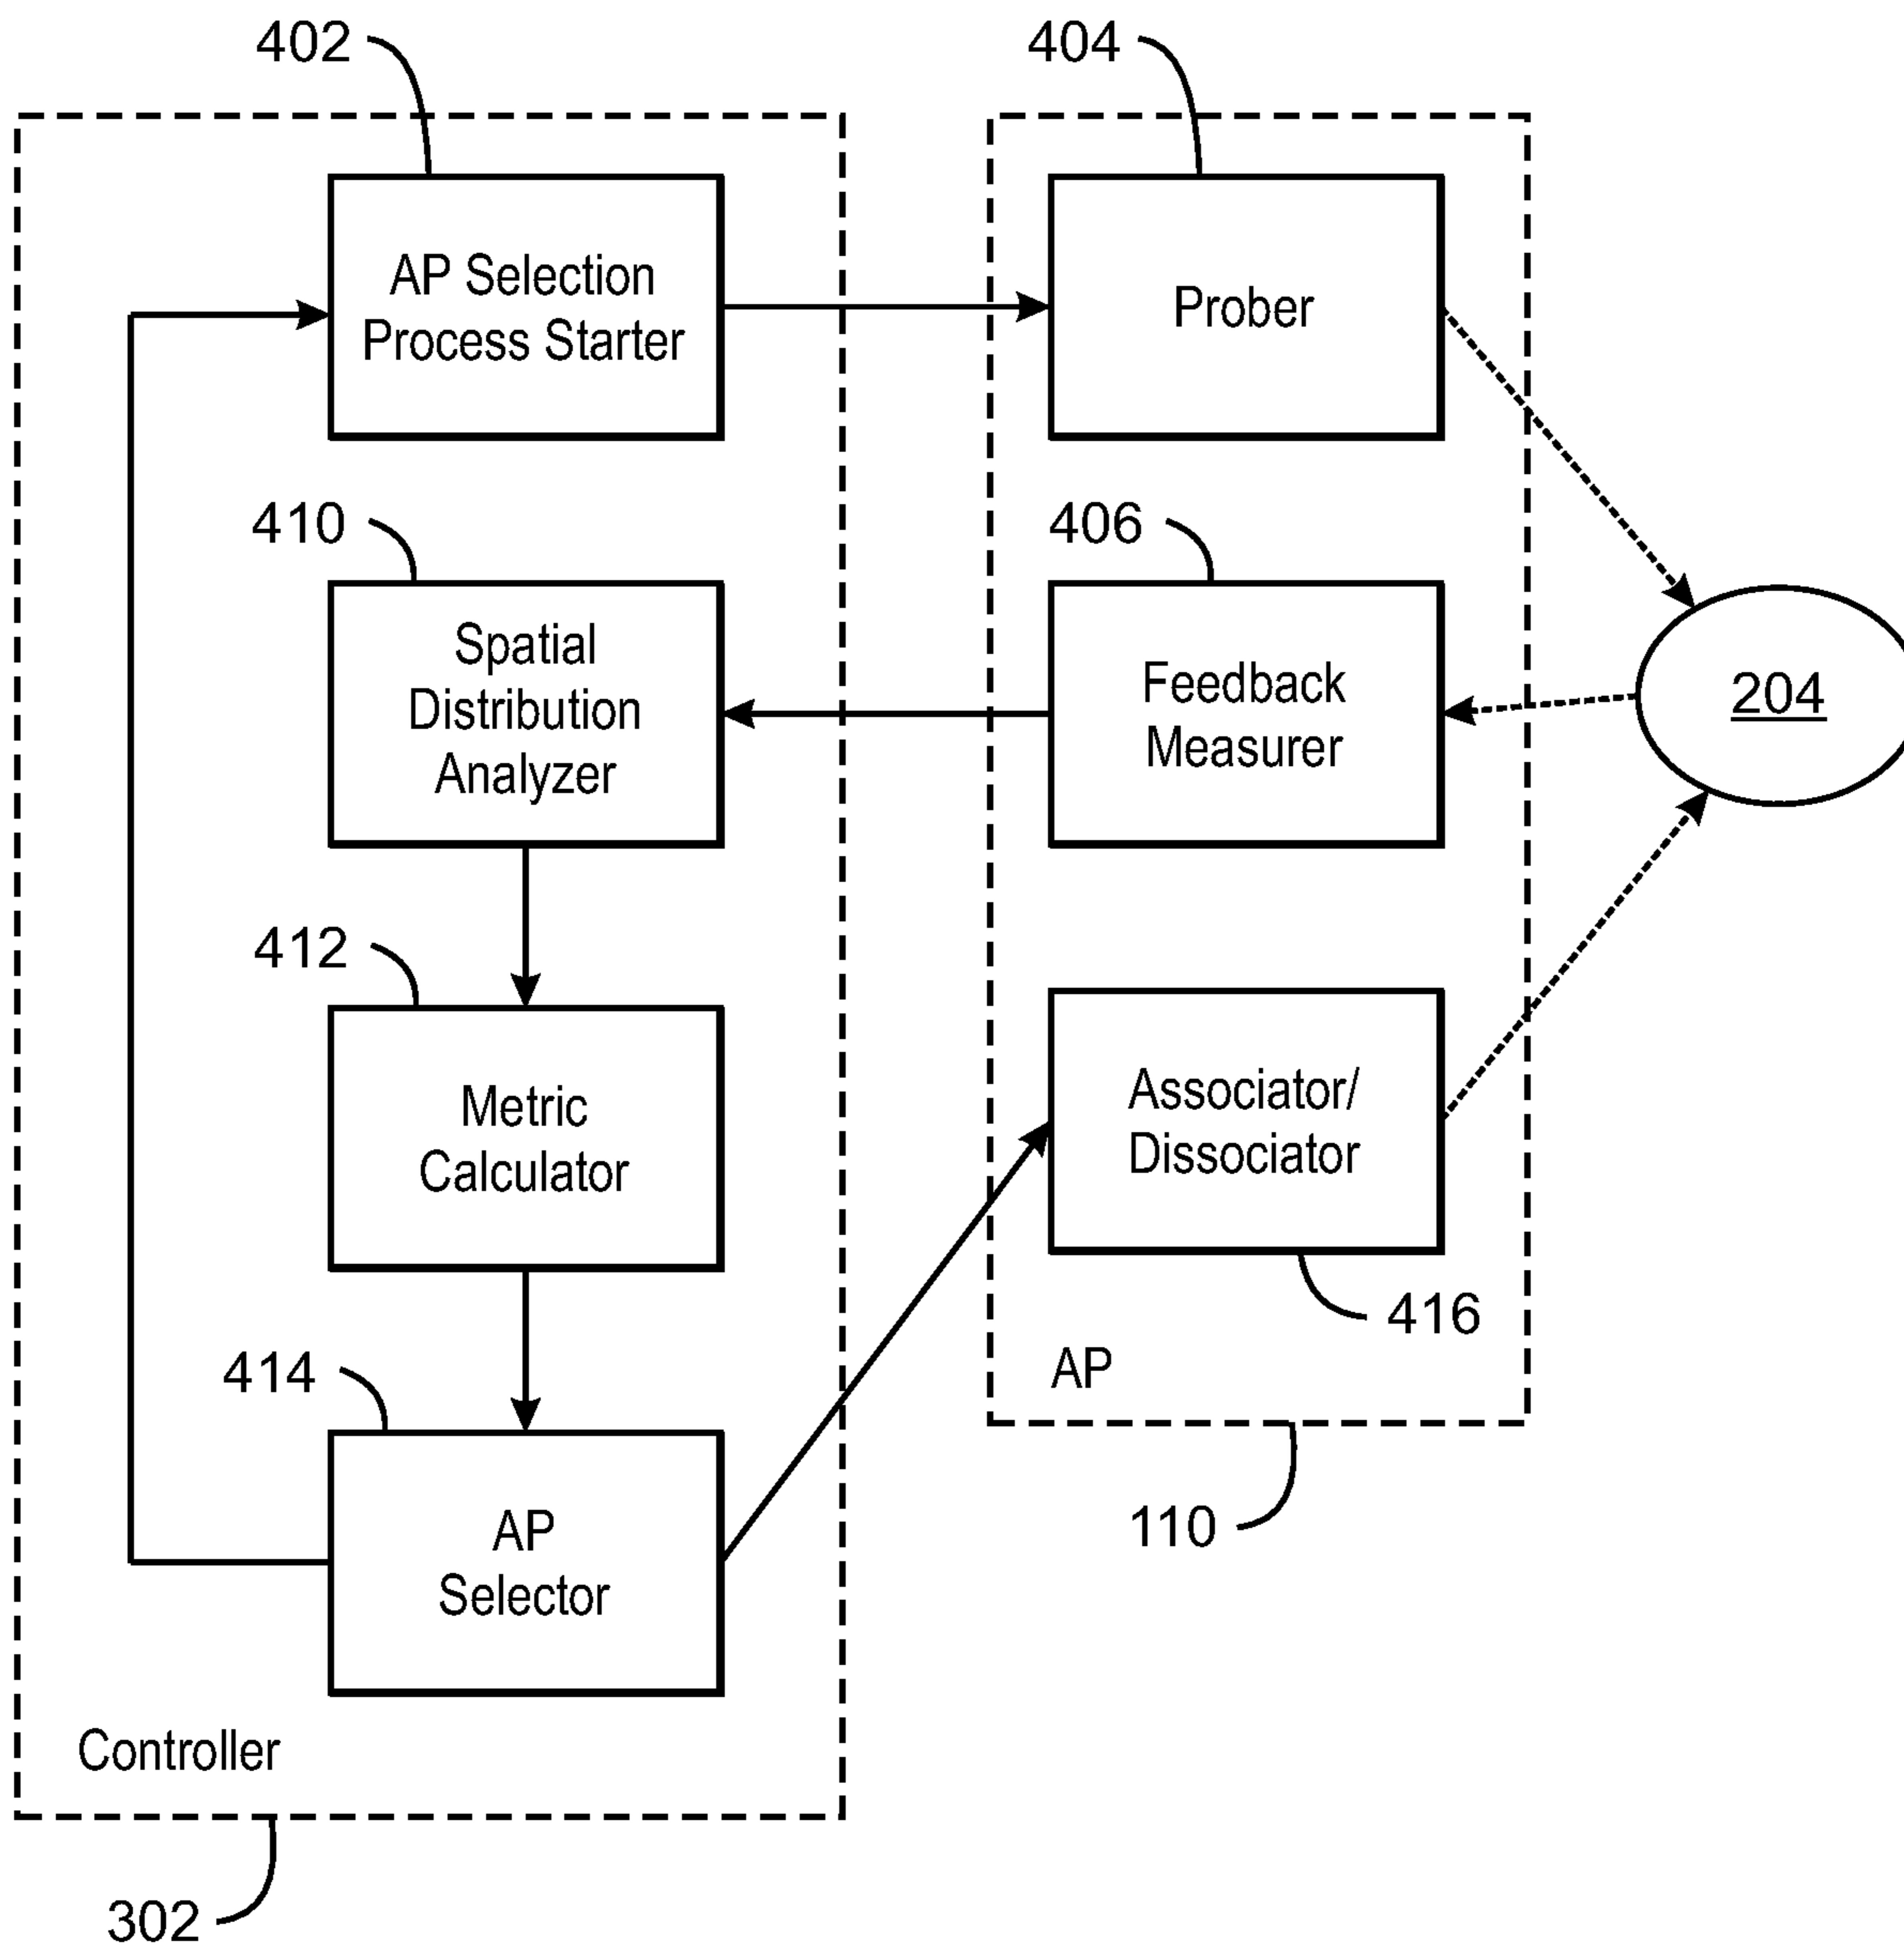 402
404
AP Selection
Process Starter
Prober
410
406
Spatial
Distribution
Analyzer
Feedback
Measurer
204
412
Metric
Calculator
Associator/
Dissociator
416
414
AP
AP
Selector
110
Controller
302